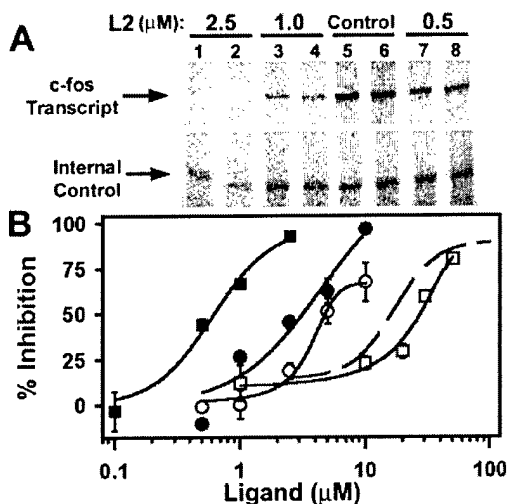 A
L2 (μM): 2.5 1.0 Control 0.5
1 2 3 4 5 6 7 8
c-fos
Transcript
Internal
Control
B
100
75
50
25
0
% Inhibition
0.1 1 10 100
Ligand (μM)